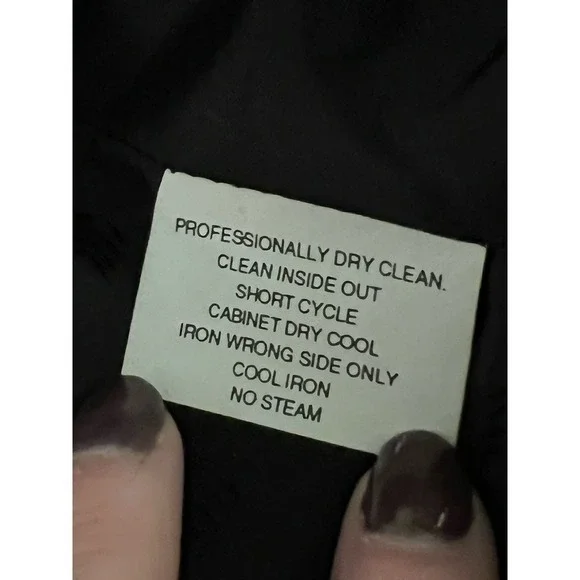 PROFESSIONALLY DRY CLEAN.
CLEAN INSIDE OUT
SHORT CYCLE
CABINET DRY COOL
IRON WRONG SIDE ONLY
COOL IRON
NO STEAM